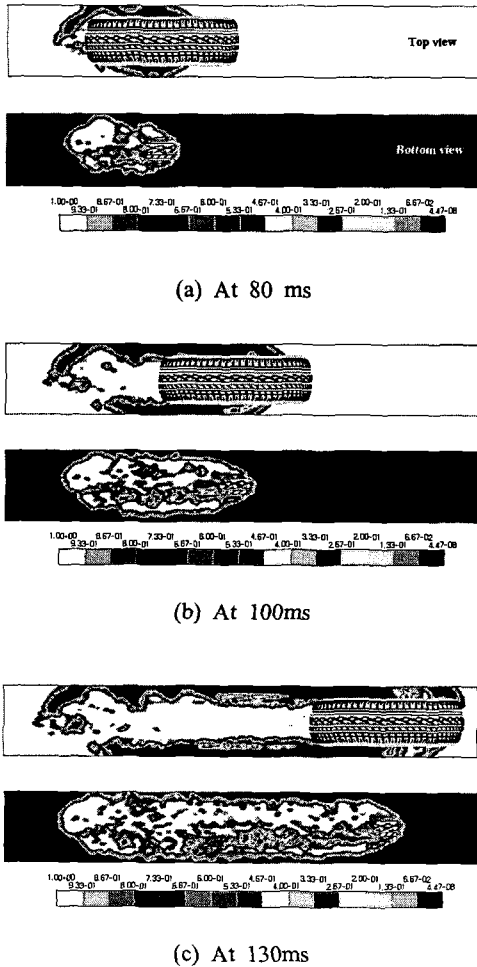 Top view
Bottom view
1.00+00 8.67-01 7.33-01 6.00-01 4.67-01 3.33-01 2.00-01 6.67-02
9.33-01 8.00-01 6.67-01 5.33-01 4.00-01 2.67-01 1.33-01 4.47-08
(a) At 80 ms
1.00+00 8.67-01 7.33-01 6.00-01 4.67-01 3.33-01 2.00-01 6.67-02
9.33-01 8.00-01 6.67-01 5.33-01 4.00-01 2.67-01 1.33-01 4.47-08
(b) At 100ms
1.00+00 8.67-01 7.33-01 6.00-01 4.67-01 3.33-01 2.00-01 6.67-02
9.33-01 8.00-01 6.67-01 5.33-01 4.00-01 2.67-01 1.33-01 4.47-08
(c) At 130ms